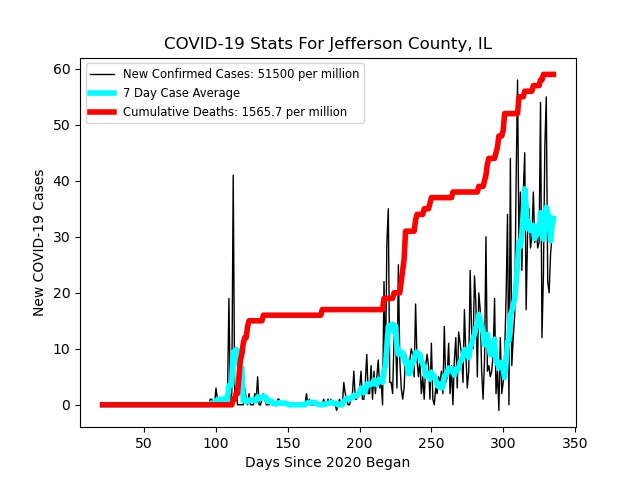 COVID-19 Stats For Jefferson County, IL
New Confirmed Cases: 51500 per million
7 Day Case Average
Cumulative Deaths: 1565.7 per million
New COVID-19 Cases
60
50
40
30
20
10
0
50
100
150
200
250
300
350
Days Since 2020 Began